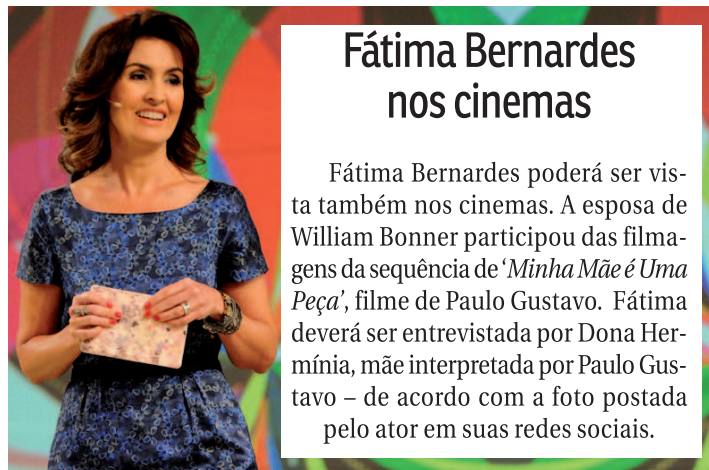 Fátima Bernardes
nos cinemas
Fátima Bernardes poderá ser vis-
ta também nos cinemas. A esposa de
William Bonner participou das filma-
gens da sequência de ‘Minha Mãe é Uma
Peça’, filme de Paulo Gustavo. Fátima
deverá ser entrevistada por Dona Her-
mínia, mãe interpretada por Paulo Gus-
tavo – de acordo com a foto postada
pelo ator em suas redes sociais.